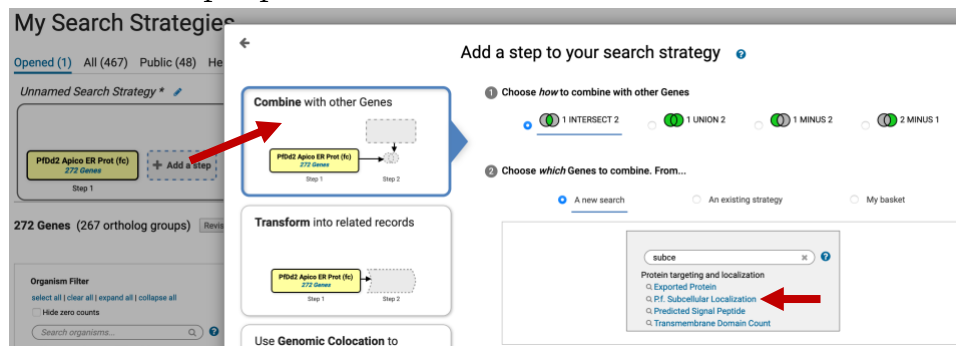 My Search Strategies
Opened (1) All (467) Public (48) He
Unnamed Search Strategy *
PfDd2 Apico ER Prot (fc)
272 Genes
Step 1
+ Add a step
272 Genes (267 ortholog groups) Revis
Organism Filter
select all | clear all | expand all | collapse all
Hide zero counts
Search organisms...
Add a step to your search strategy
Combine with other Genes
PfDd2 Apico ER Prot (fc)
272 Genes
Step 1 Step 2
Transform into related records
PfDd2 Apico ER Prot (fc)
272 Genes
Step 1 Step 2
Use Genomic Colocation to
1 Choose how to combine with other Genes
1 INTERSECT 2 1 UNION 2 1 MINUS 2 2 MINUS 1
2 Choose which Genes to combine. From...
A new search An existing strategy My basket
subce
Protein targeting and localization
Exported Protein
P.f. Subcellular Localization
Predicted Signal Peptide
Transmembrane Domain Count